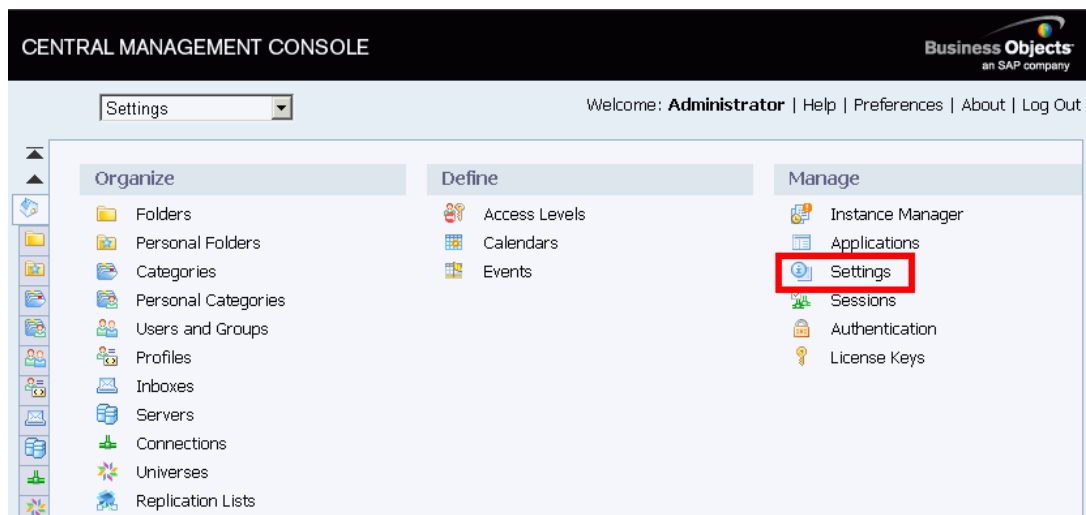 CENTRAL MANAGEMENT CONSOLE
Business Objects
an SAP company
Settings
Welcome: Administrator | Help | Preferences | About | Log Out
Organize
Folders
Personal Folders
Categories
Personal Categories
Users and Groups
Profiles
Inboxes
Servers
Connections
Universes
Replication Lists
Define
Access Levels
Calendars
Events
Manage
Instance Manager
Applications
Settings
Sessions
Authentication
License Keys